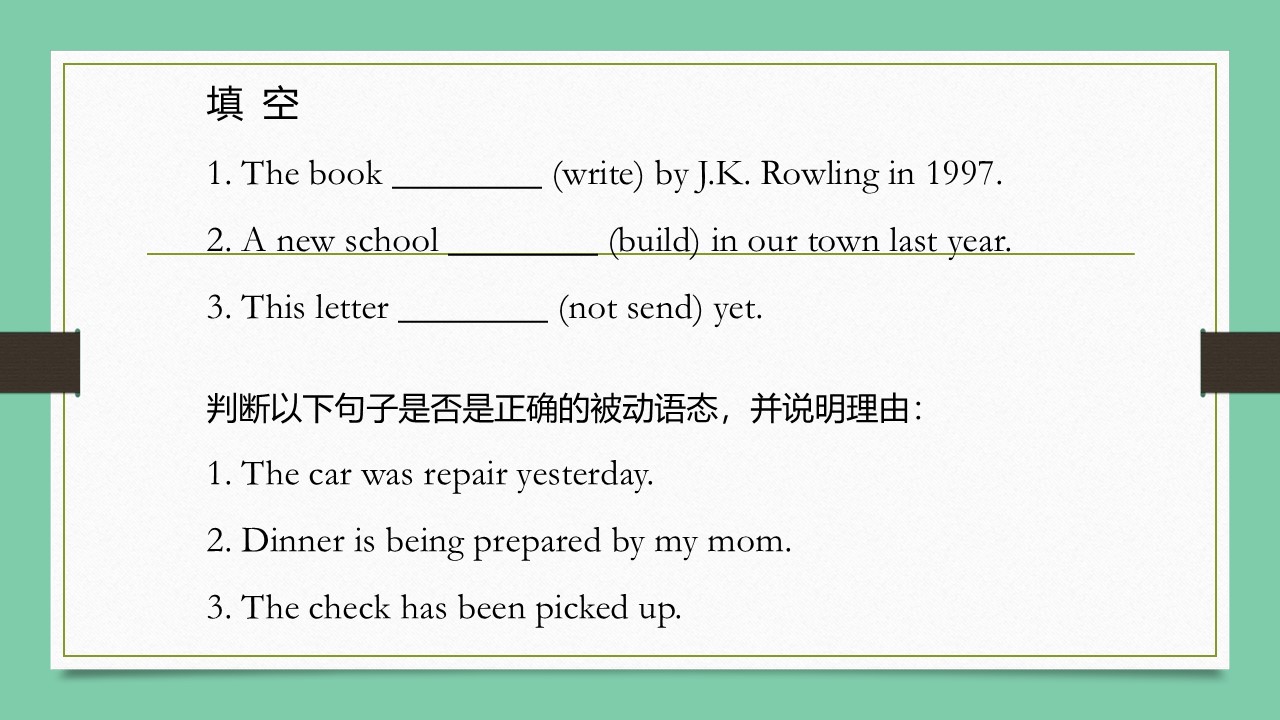 填 空
1. The book ________ (write) by J.K. Rowling in 1997.
2. A new school ________ (build) in our town last year.
3. This letter ________ (not send) yet.
判断以下句子是否是正确的被动语态，并说明理由：
1. The car was repair yesterday.
2. Dinner is being prepared by my mom.
3. The check has been picked up.